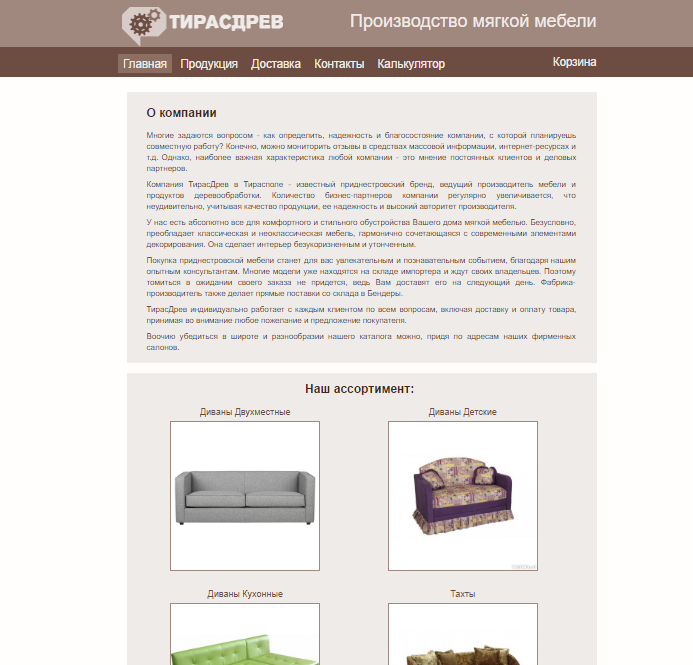 ТИРАСДРЕВ
Производство мягкой мебели
Главная Продукция Доставка Контакты Калькулятор Корзина
О компании
Многие задаются вопросом - как определить, надежность и благосостояние компании, с которой планируешь
совместную работу? Конечно, можно мониторить отзывы в средствах массовой информации, интернет-ресурсах и
т.д. Однако, наиболее важная характеристика любой компании - это мнение постоянных клиентов и деловых
партнеров.
Компания ТирасДрев в Тирасполе - известный приднестровский бренд, ведущий производитель мебели и
продуктов деревообработки. Количество бизнес-партнеров компании регулярно увеличивается, что
неудивительно, учитывая качество продукции, ее надежность и высокий авторитет производителя.
У нас есть абсолютно все для комфортного и стильного обустройства Вашего дома мягкой мебелью. Безусловно,
преобладает классическая и неоклассическая мебель, гармонично сочетающаяся с современными элементами
декорирования. Она сделает интерьер безукоризненным и утонченным.
Покупка приднестровской мебели станет для вас увлекательным и познавательным событием, благодаря нашим
опытным консультантам. Многие модели уже находятся на складе импортера и ждут своих владельцев. Поэтому
томиться в ожидании своего заказа не придется, ведь Вам доставят его на следующий день. Фабрика-
производитель также делает прямые поставки со склада в Бендеры.
ТирасДрев индивидуально работает с каждым клиентом по всем вопросам, включая доставку и оплату товара,
принимая во внимание любое пожелание и предложение покупателя.
Воочию убедиться в широте и разнообразии нашего каталога можно, придя по адресам наших фирменных
салонов.
Наш ассортимент:
Диваны Двухместные
Диваны Детские
Диваны Кухонные
Тахты